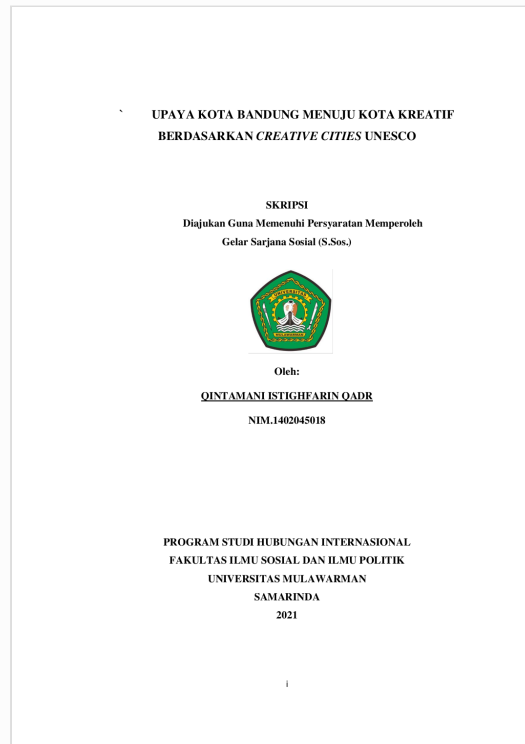 ` UPAYA KOTA BANDUNG MENUJU KOTA KREATIF
BERDASARKAN CREATIVE CITIES UNESCO
SKRIPSI
Diajukan Guna Memenuhi Persyaratan Memperoleh
Gelar Sarjana Sosial (S.Sos.)
UNIVERSITAS
MULAWARMAN
Oleh:
QINTAMANI ISTIGHFARIN QADR
NIM.1402045018
PROGRAM STUDI HUBUNGAN INTERNASIONAL
FAKULTAS ILMU SOSIAL DAN ILMU POLITIK
UNIVERSITAS MULAWARMAN
SAMARINDA
2021
i